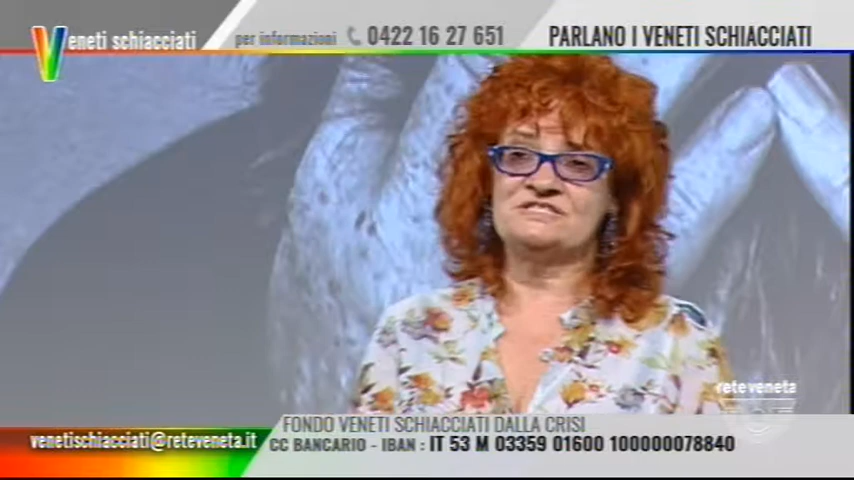 Veneti schiacciati
per informazioni 0422 16 27 651
PARLANO I VENETI SCHIACCIATI
reteveneta
venetischiacciati@reteveneta.it
FONDO VENETI SCHIACCIATI DALLA CRISI
CC BANCARIO - IBAN : IT 53 M 03359 01600 100000078840